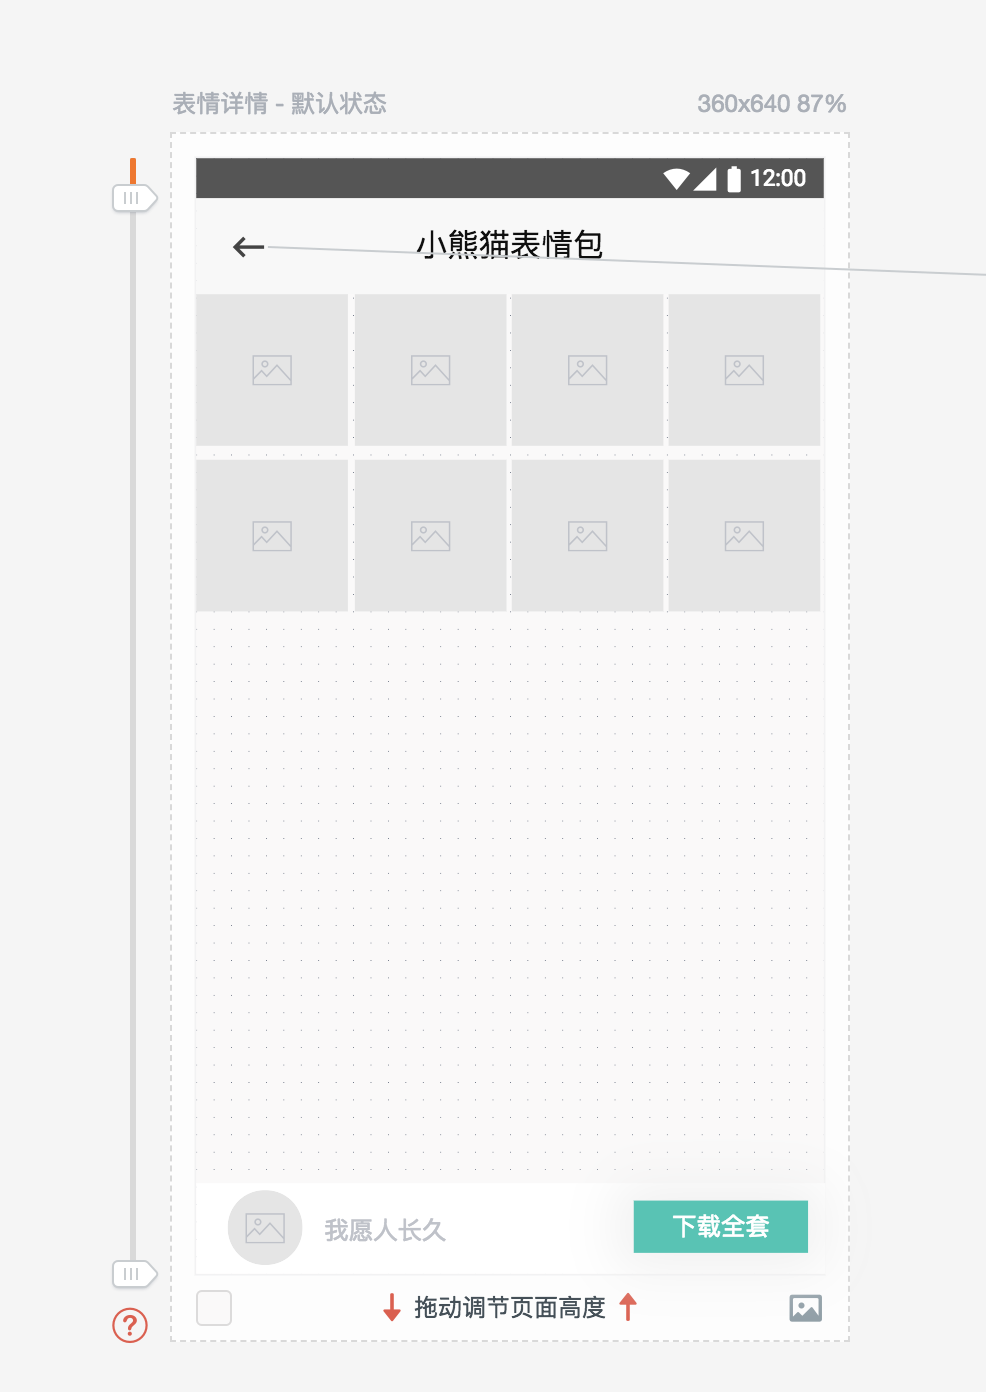 表情详情 - 默认状态
360x640 87%
12:00
小熊猫表情包
我愿人长久
下载全套
拖动调节页面高度
?